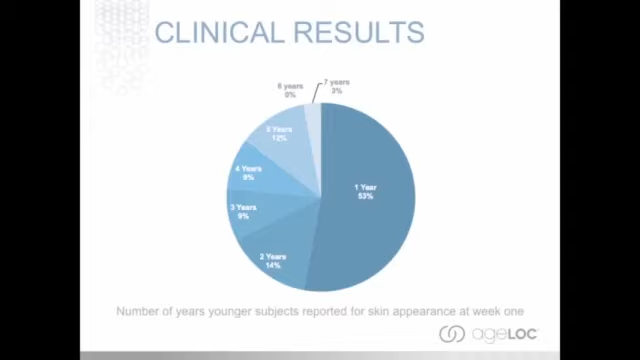 CLINICAL RESULTS
6 years
0%
7 years
3%
5 Years
12%
4 Years
9%
3 Years
9%
2 Years
14%
1 Year
53%
Number of years younger subjects reported for skin appearance at week one
ageLOC